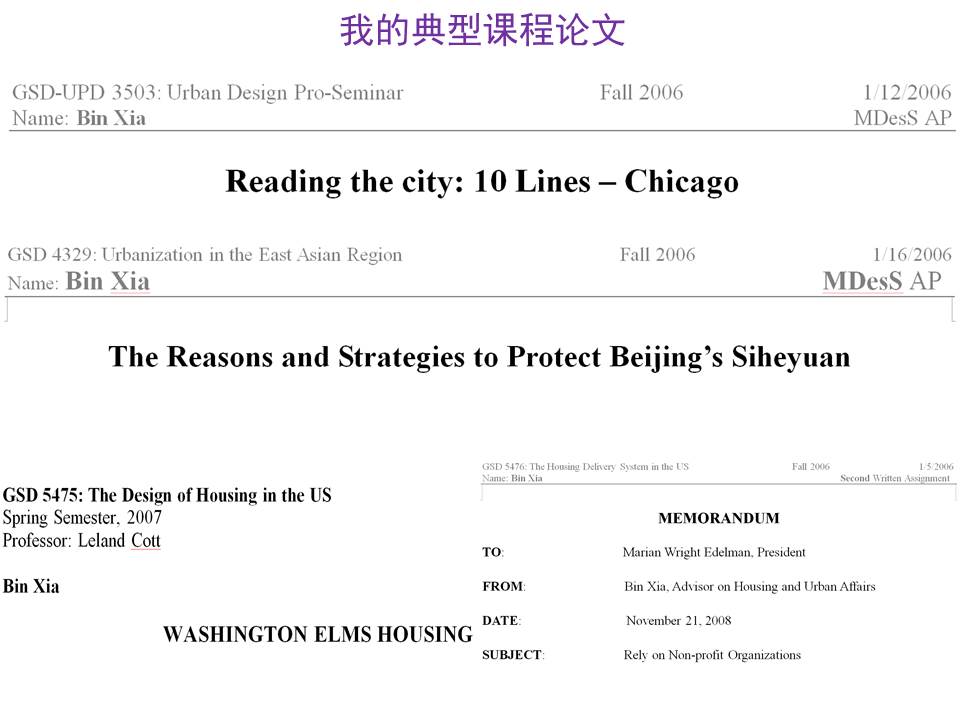 我的典型课程论文
GSD-UPD 3503: Urban Design Pro-Seminar Fall 2006 1/12/2006
Name: Bin Xia MDesS AP
Reading the city: 10 Lines – Chicago
GSD 4329: Urbanization in the East Asian Region Fall 2006 1/16/2006
Name: Bin Xia MDesS AP
The Reasons and Strategies to Protect Beijing’s Siheyuan
GSD 5475: The Design of Housing in the US
Spring Semester, 2007
Professor: Leland Cott
Bin Xia
WASHINGTON ELMS HOUSING
GSD 5476: The Housing Delivery System in the US Fall 2006 1/5/2006
Name: Bin Xia Second Written Assignment
MEMORANDUM
TO: Marian Wright Edelman, President
FROM: Bin Xia, Advisor on Housing and Urban Affairs
DATE: November 21, 2008
SUBJECT: Rely on Non-profit Organizations